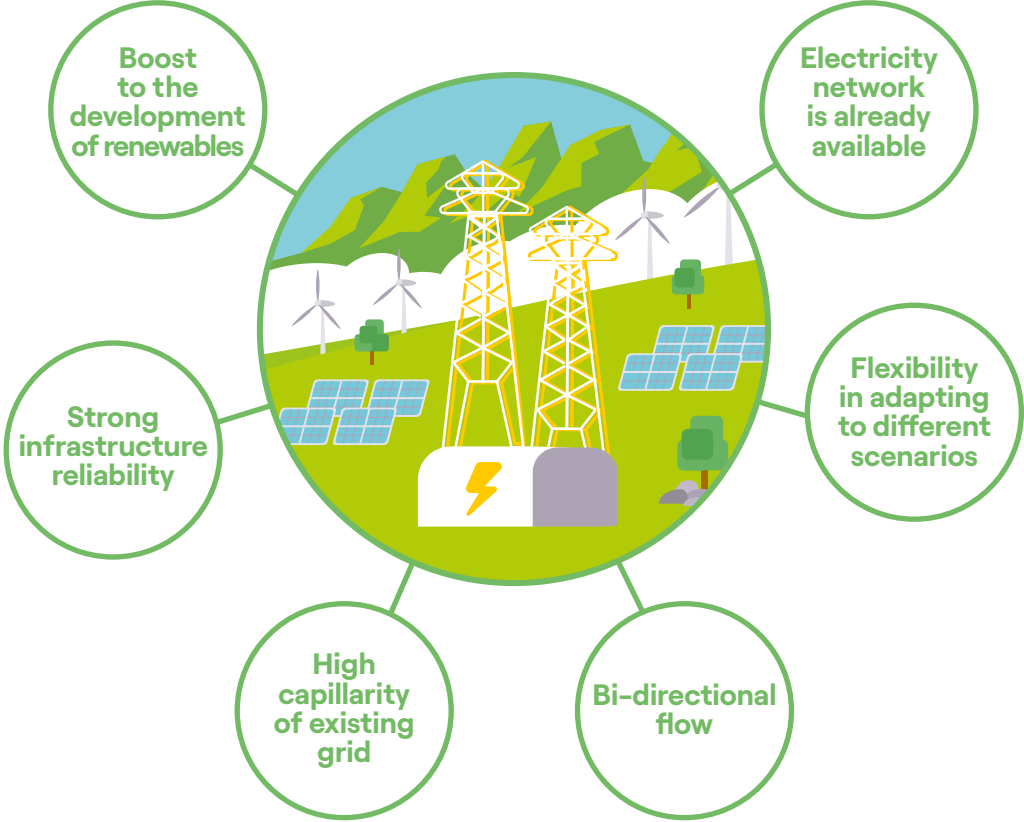 Boost
to the
development
of renewables
Electricity
network
is already
available
Strong
infrastructure
reliability
Flexibility
in adapting
to different
scenarios
High
capillarity
of existing
grid
Bi-directional
flow